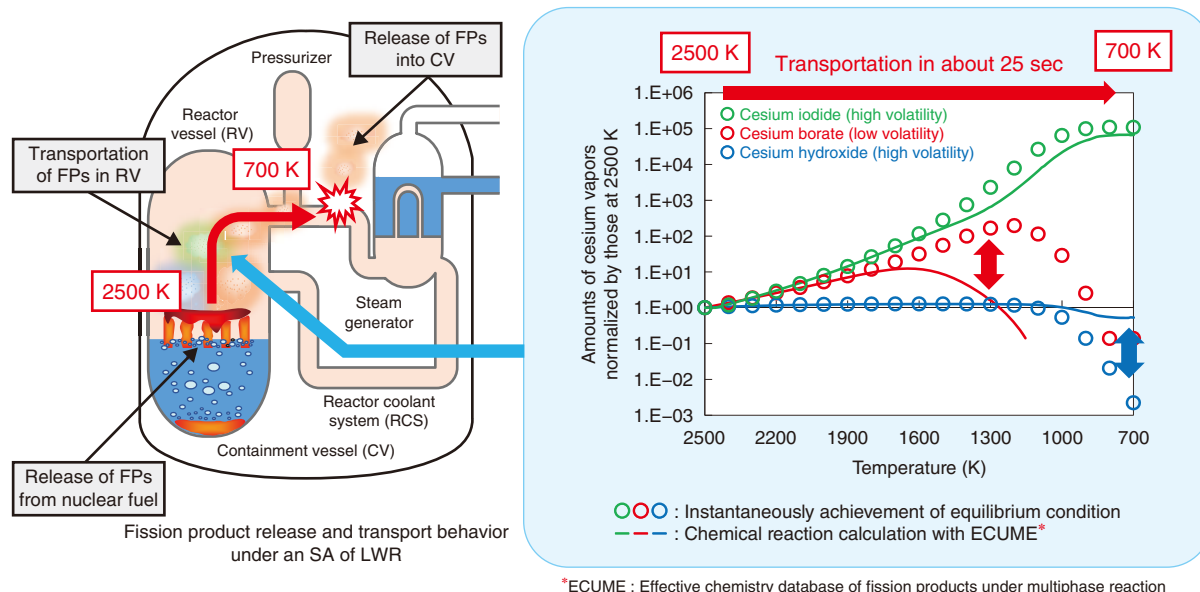 Pressurizer
Release of FPs
into CV
Reactor
vessel (RV)
Transportation
of FPs in RV
700 K
2500 K
Steam
generator
Reactor coolant
system (RCS)
Containment vessel (CV)
Release of FPs
from nuclear fuel
Fission product release and transport behavior
under an SA of LWR
2500 K
700 K
Transportation in about 25 sec
Cesium iodide (high volatility)
Cesium borate (low volatility)
Cesium hydroxide (high volatility)
Amounts of cesium vapors
normalized by those at 2500 K
1.E+06
1.E+05
1.E+04
1.E+03
1.E+02
1.E+01
1.E+00
1.E-01
1.E-02
1.E-03
2500 2200 1900 1600 1300 1000 700
Temperature (K)
: Instantaneously achievement of equilibrium condition
: Chemical reaction calculation with ECUME*
*ECUME : Effective chemistry database of fission products under multiphase reaction